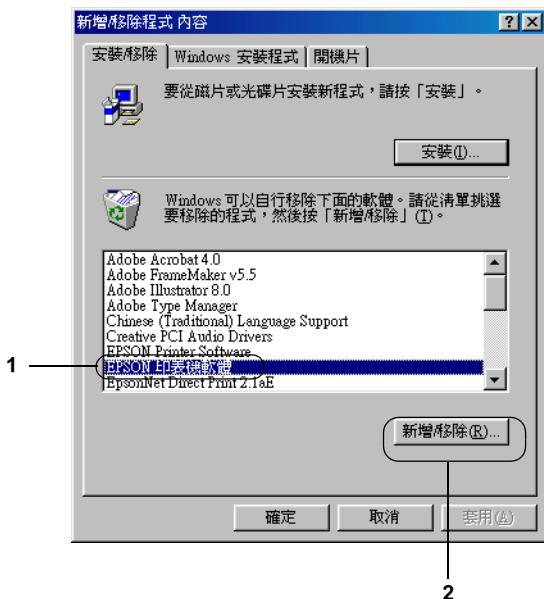 新增/移除程式 內容
安裝/移除
Windows 安裝程式
開機片
要從磁片或光碟片安裝新程式，請按「安裝」。
安裝(I)...
Windows 可以自行移除下面的軟體。請從清單挑選
要移除的程式，然後按「新增/移除」(T)。
Adobe Acrobat 4.0
Adobe FrameMaker v5.5
Adobe Illustrator 8.0
Adobe Type Manager
Chinese (Traditional) Language Support
Creative PCI Audio Drivers
EPSON Printer Software
1
EPSON 印表機軟體
EpsonNet Direct Print 2.1aE
新增/移除(R)...
確定
取消
套用(A)
2